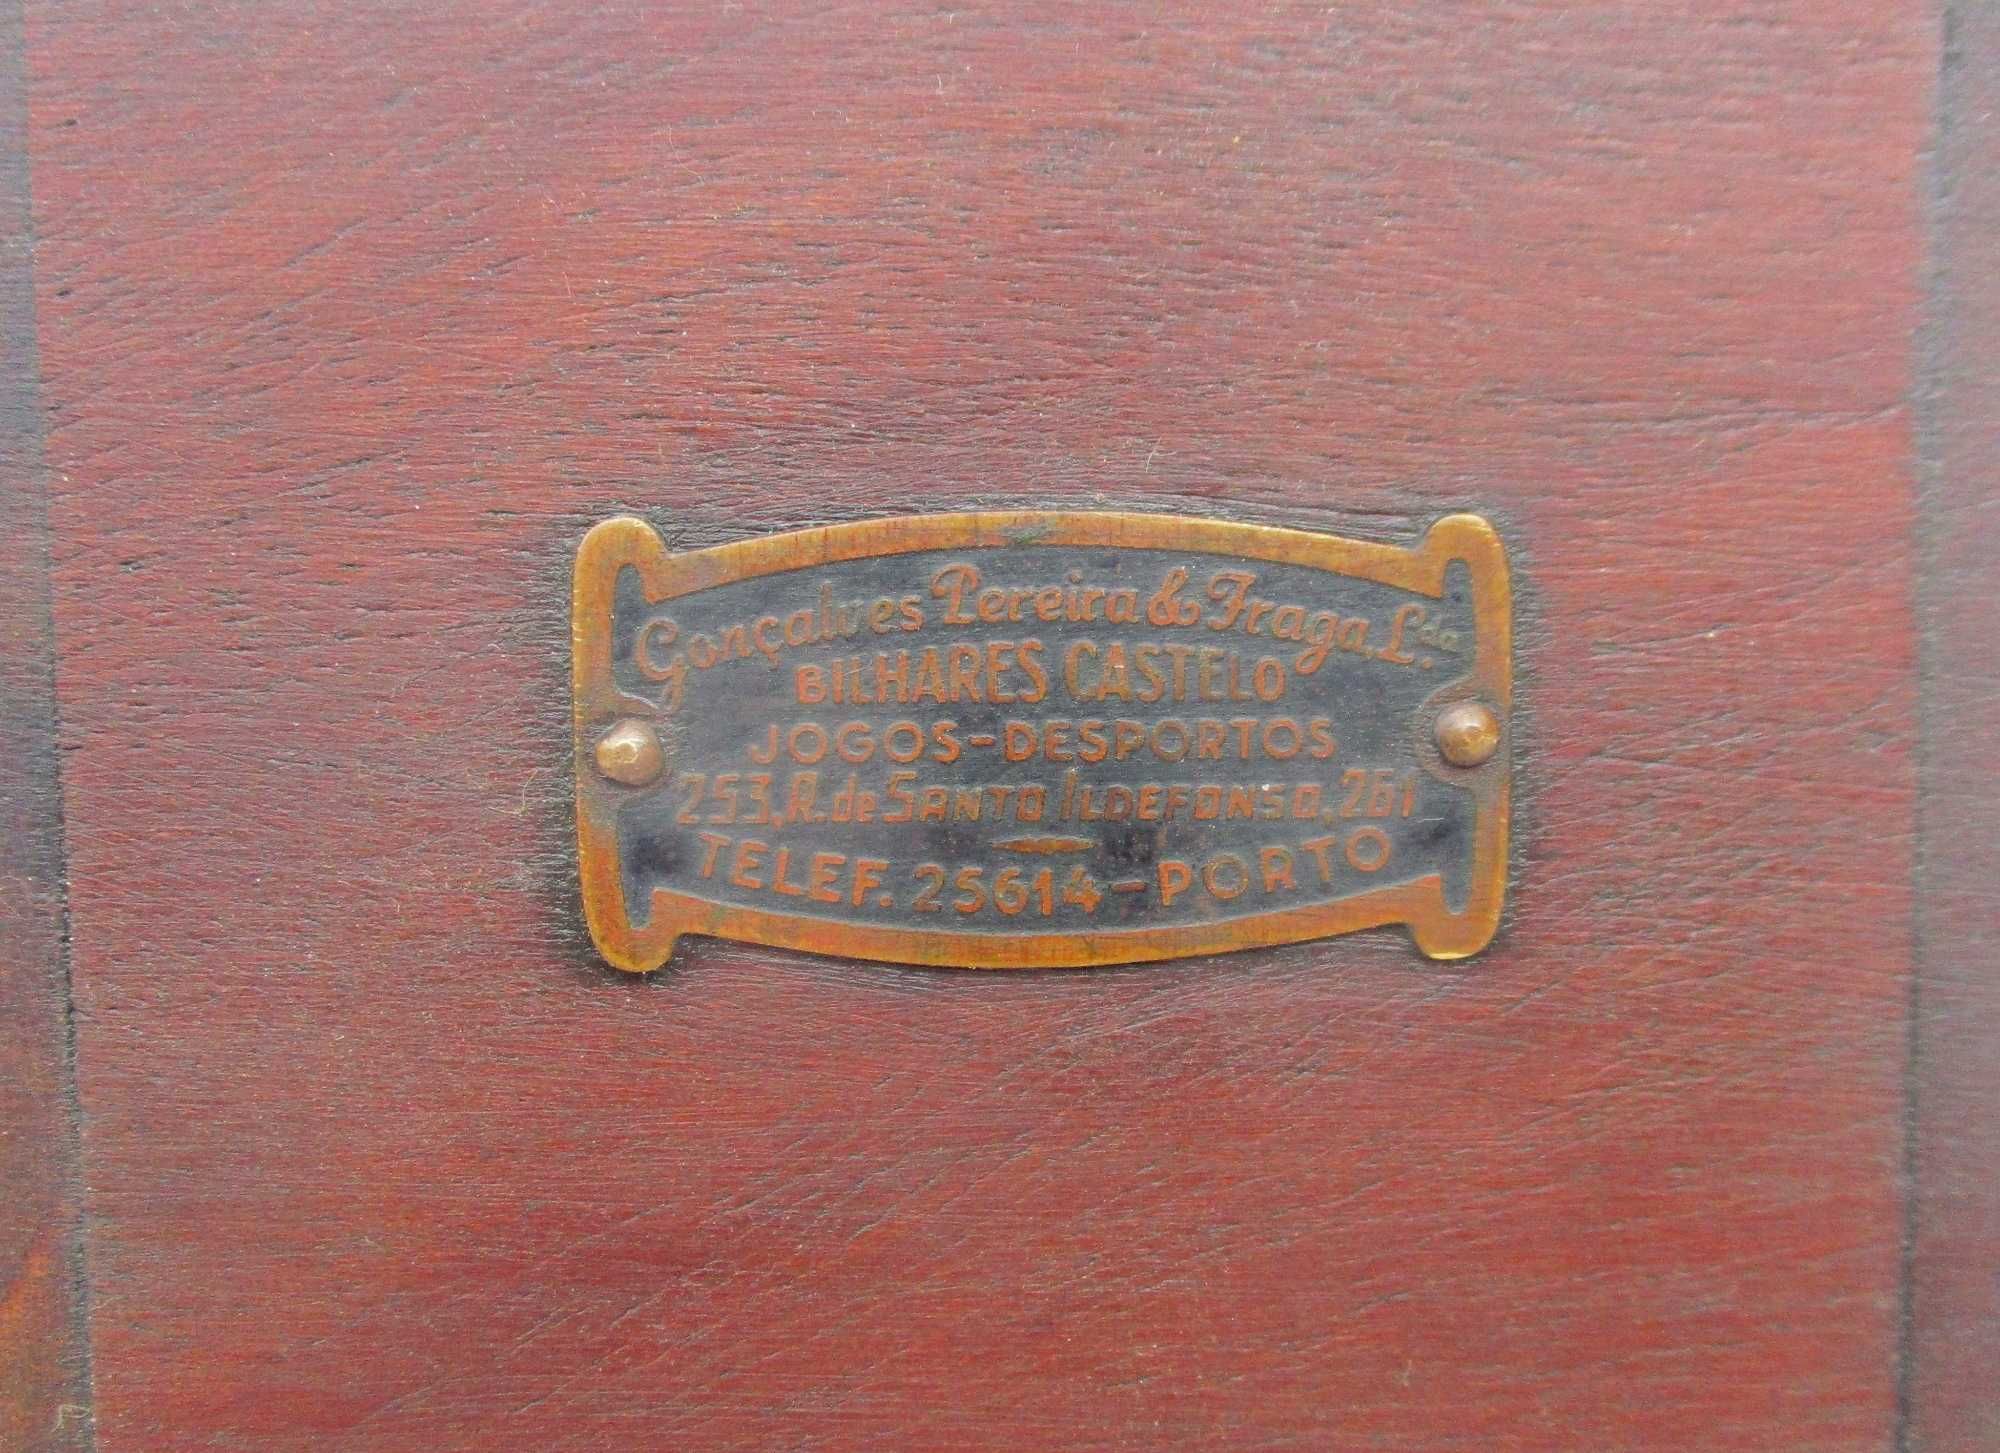 Gonçalves Pereira & Fraga, L.da
BILHARES CASTELO
JOGOS-DESPORTOS
253, R. de SANTO ILDEFONSO, 261
TELEF. 25614-PORTO